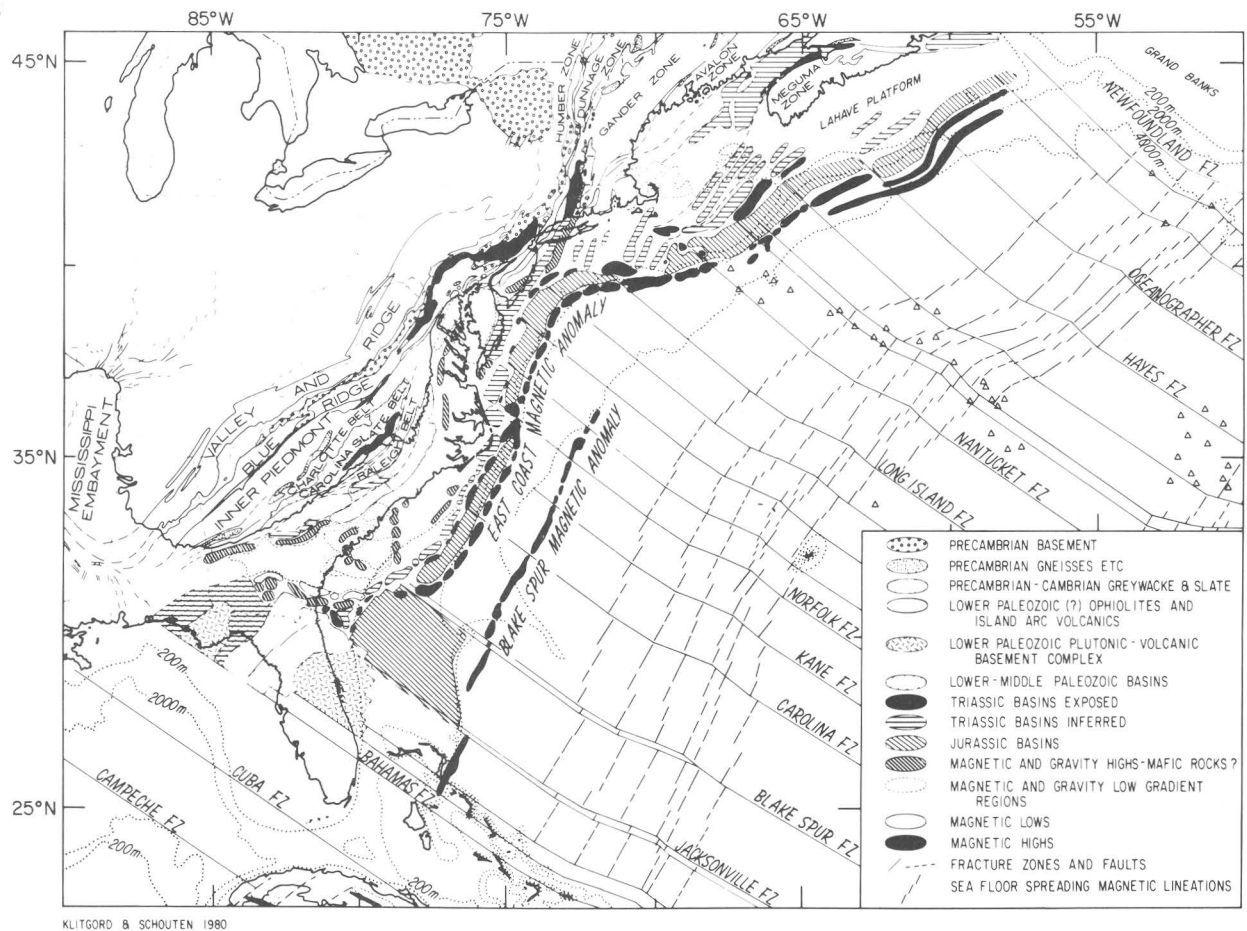 85°W
75°W
65°W
55°W
45°N
35°N
25°N
HUMBER ZONE
DUNNAGE ZONE
GANDER ZONE
AVALON ZONE
MEGUMA ZONE
LAHAVE PLATFORM
GRAND BANKS
200m
2000m
4000m
NEWFOUNDLAND FZ
OCEANOGRAPHER FZ
HAYES FZ
NANTUCKET FZ
LONG ISLAND FZ
NORFOLK FZ
KANE FZ
CAROLINA FZ
BLAKE SPUR FZ
JACKSONVILLE FZ
BAHAMAS FZ
CUBA FZ
CAMPECHE FZ
EAST COAST MAGNETIC ANOMALY
BLAKE SPUR MAGNETIC ANOMALY
VALLEY AND RIDGE
BLUE RIDGE
INNER PIEDMONT
CHARLOTTE BELT
CAROLINA SLATE BELT
RALEIGH BELT
MISSISSIPPI
EMBAYMENT
200m
2000m
200m
200m
PRECAMBRIAN BASEMENT
PRECAMBRIAN GNEISSES ETC
PRECAMBRIAN-CAMBRIAN GREYWACKE & SLATE
LOWER PALEOZOIC (?) OPHIOLITES AND
ISLAND ARC VOLCANICS
LOWER PALEOZOIC PLUTONIC-VOLCANIC
BASEMENT COMPLEX
LOWER-MIDDLE PALEOZOIC BASINS
TRIASSIC BASINS EXPOSED
TRIASSIC BASINS INFERRED
JURASSIC BASINS
MAGNETIC AND GRAVITY HIGHS-MAFIC ROCKS?
MAGNETIC AND GRAVITY LOW GRADIENT
REGIONS
MAGNETIC LOWS
MAGNETIC HIGHS
FRACTURE ZONES AND FAULTS
SEA FLOOR SPREADING MAGNETIC LINEATIONS
KLITGORD & SCHOUTEN 1980